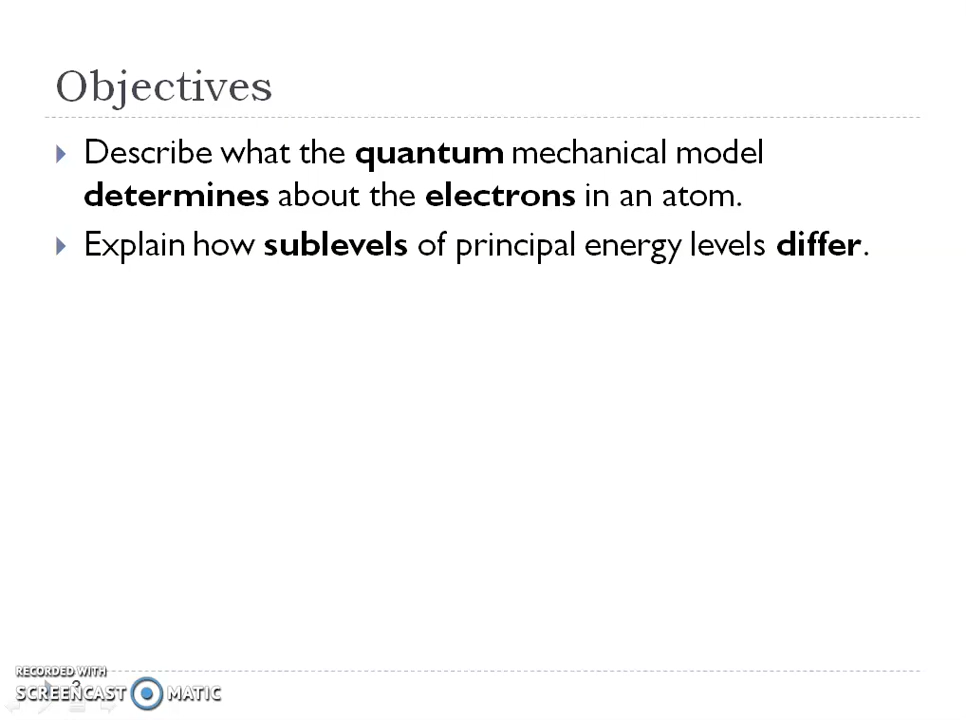 Objectives
Describe what the quantum mechanical model
determines about the electrons in an atom.
Explain how sublevels of principal energy levels differ.
RECORDED WITH
SCREENCAST MATIC